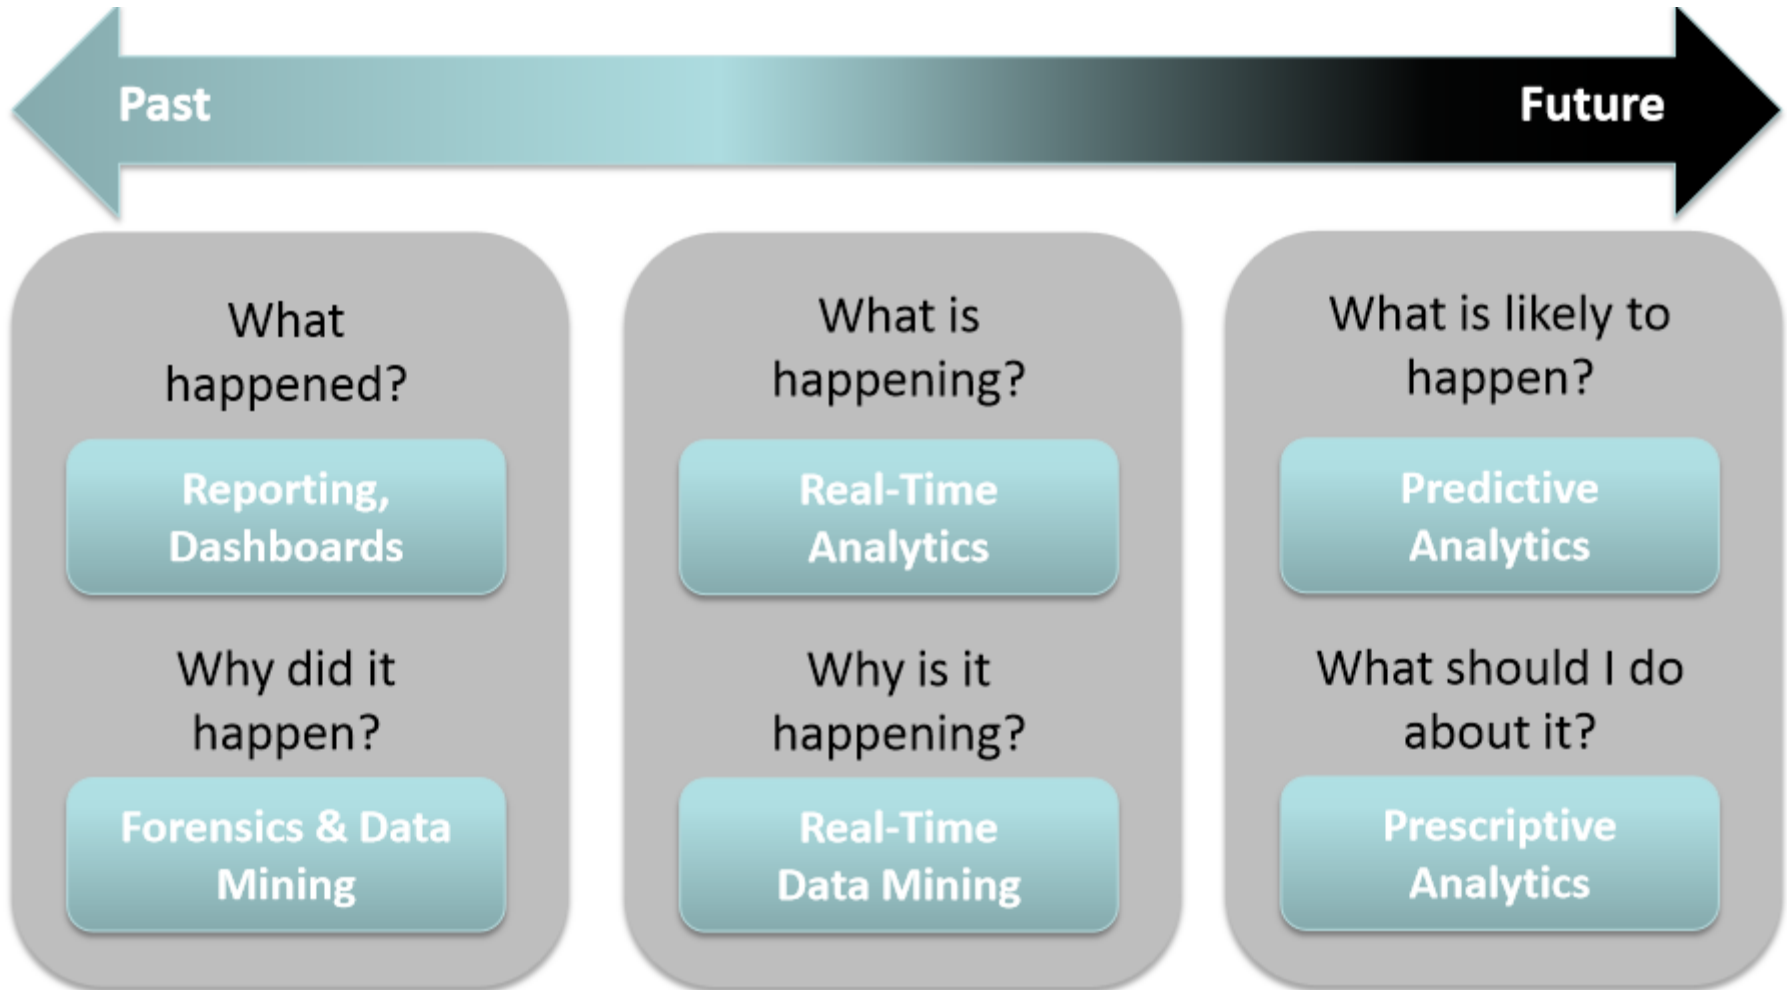 Past
Future
What
happened?
Reporting,
Dashboards
Why did it
happen?
Forensics & Data
Mining
What is
happening?
Real-Time
Analytics
Why is it
happening?
Real-Time
Data Mining
What is likely to
happen?
Predictive
Analytics
What should I do
about it?
Prescriptive
Analytics